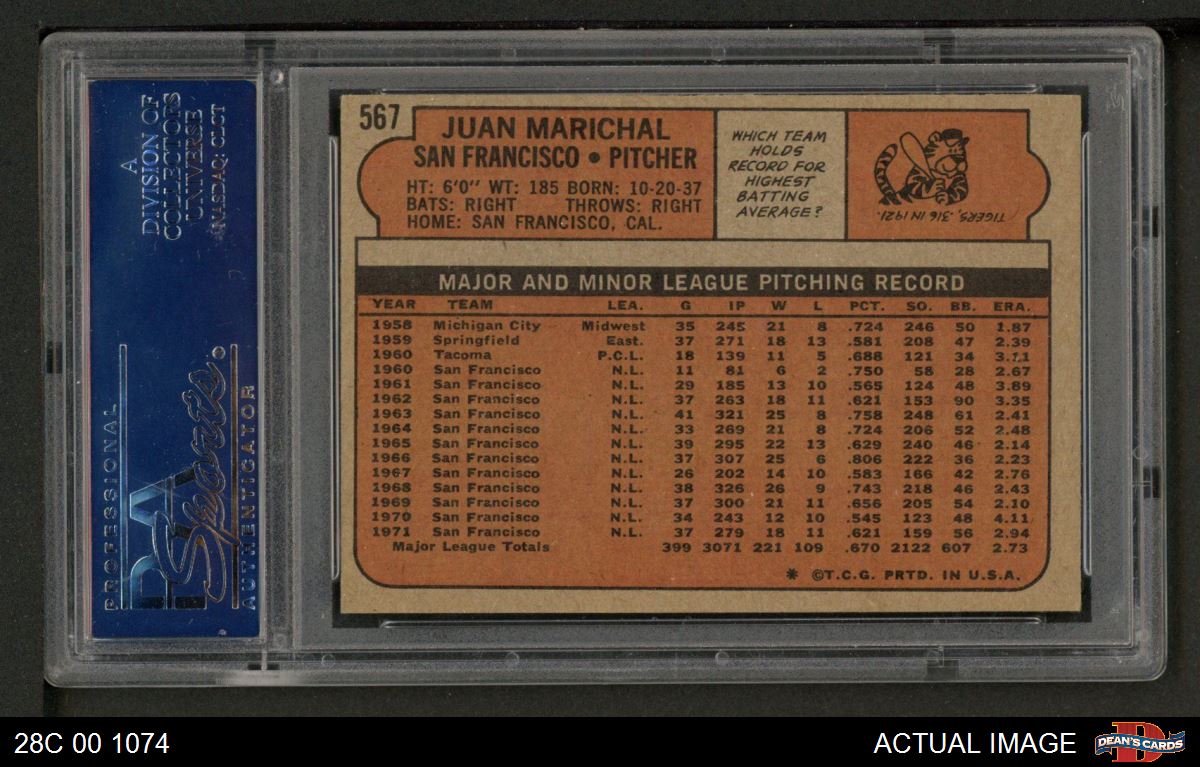 A
DIVISION OF
COLLECTORS
UNIVERSE
NASDAQ: CLCT
PROFESSIONAL
PSA
Sports
AUTHENTICATOR
567
JUAN MARICHAL
SAN FRANCISCO • PITCHER
HT: 6'0" WT: 185 BORN: 10-20-37
BATS: RIGHT THROWS: RIGHT
HOME: SAN FRANCISCO, CAL.
WHICH TEAM
HOLDS
RECORD FOR
HIGHEST
BATTING
AVERAGE?
TIGERS, .316 IN 1921.
MAJOR AND MINOR LEAGUE PITCHING RECORD
YEAR TEAM LEA. G IP W L PCT. SO. BB. ERA.
1958 Michigan City Midwest 35 245 21 8 .724 246 50 1.87
1959 Springfield East. 37 271 18 13 .581 208 47 2.39
1960 Tacoma P.C.L. 18 139 11 5 .688 121 34 3.11
1960 San Francisco N.L. 11 81 6 2 .750 58 28 2.67
1961 San Francisco N.L. 29 185 13 10 .565 124 48 3.89
1962 San Francisco N.L. 37 263 18 11 .621 153 90 3.35
1963 San Francisco N.L. 41 321 25 8 .758 248 61 2.41
1964 San Francisco N.L. 33 269 21 8 .724 206 52 2.48
1965 San Francisco N.L. 39 295 22 13 .629 240 46 2.14
1966 San Francisco N.L. 37 307 25 6 .806 222 36 2.23
1967 San Francisco N.L. 26 202 14 10 .583 166 42 2.76
1968 San Francisco N.L. 38 326 26 9 .743 218 46 2.43
1969 San Francisco N.L. 37 300 21 11 .656 205 54 2.10
1970 San Francisco N.L. 34 243 12 10 .545 123 48 4.11
1971 San Francisco N.L. 37 279 18 11 .621 159 56 2.94
Major League Totals 399 3071 221 109 .670 2122 607 2.73
* ©T.C.G. PRTD. IN U.S.A.
28C 00 1074
ACTUAL IMAGE
D
DEAN'S CARDS